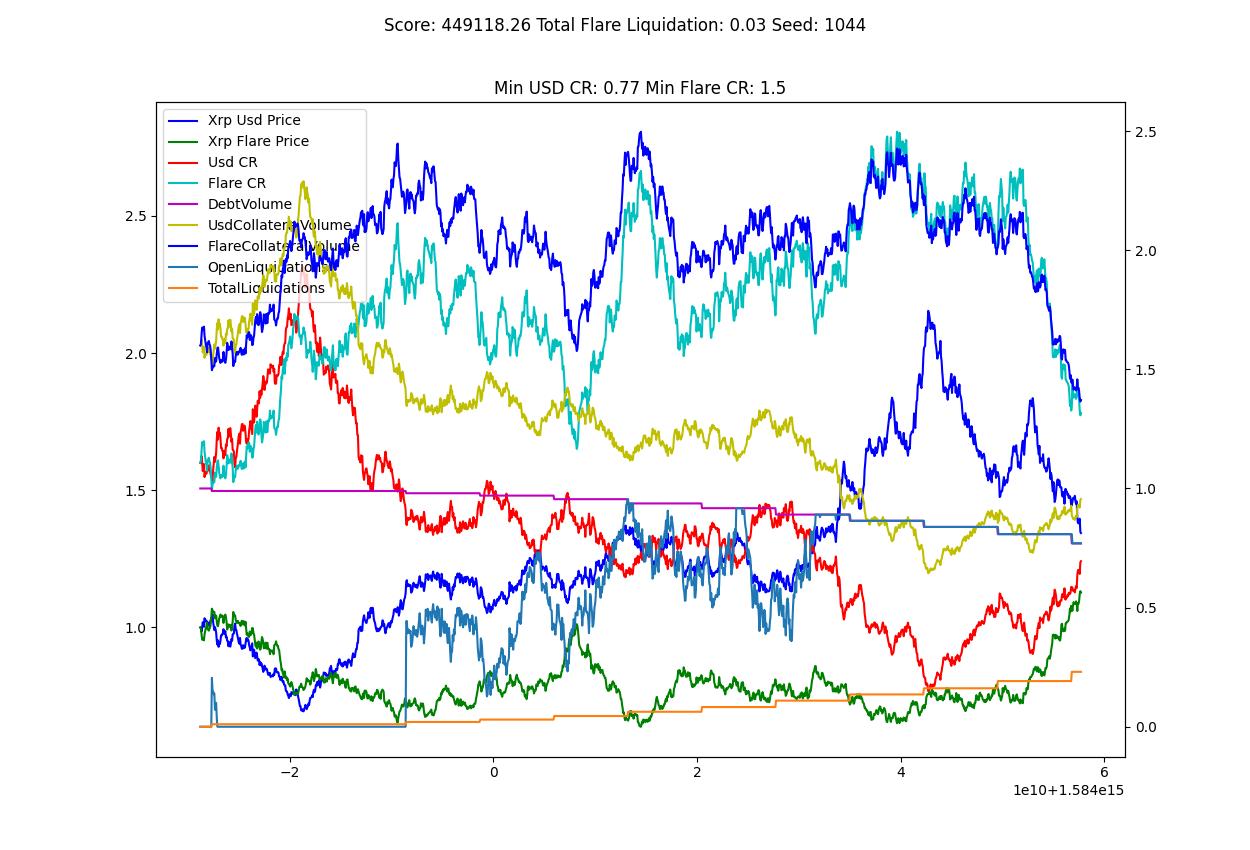 Score: 449118.26 Total Flare Liquidation: 0.03 Seed: 1044
Min USD CR: 0.77 Min Flare CR: 1.5
Xrp Usd Price
Xrp Flare Price
Usd CR
Flare CR
DebtVolume
UsdCollateralVolume
FlareCollateralVolume
OpenLiquidations
TotalLiquidations
2.5
2.0
1.5
1.0
2.5
2.0
1.5
1.0
0.5
0.0
−2
0
2
4
6
1e10+1.584e15